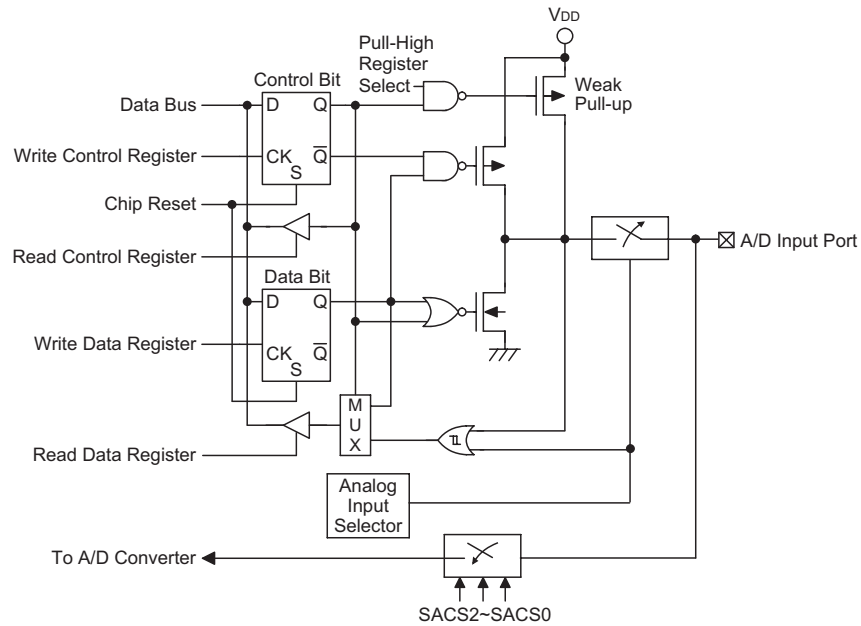 VDD
Pull-High
Register
Select
Weak
Pull-up
Control Bit
Data Bus
D
Q
Write Control Register
CK
Q
S
Chip Reset
Read Control Register
A/D Input Port
Data Bit
D
Q
Write Data Register
CK
Q
S
M
U
X
Read Data Register
Analog
Input
Selector
To A/D Converter
SACS2~SACS0